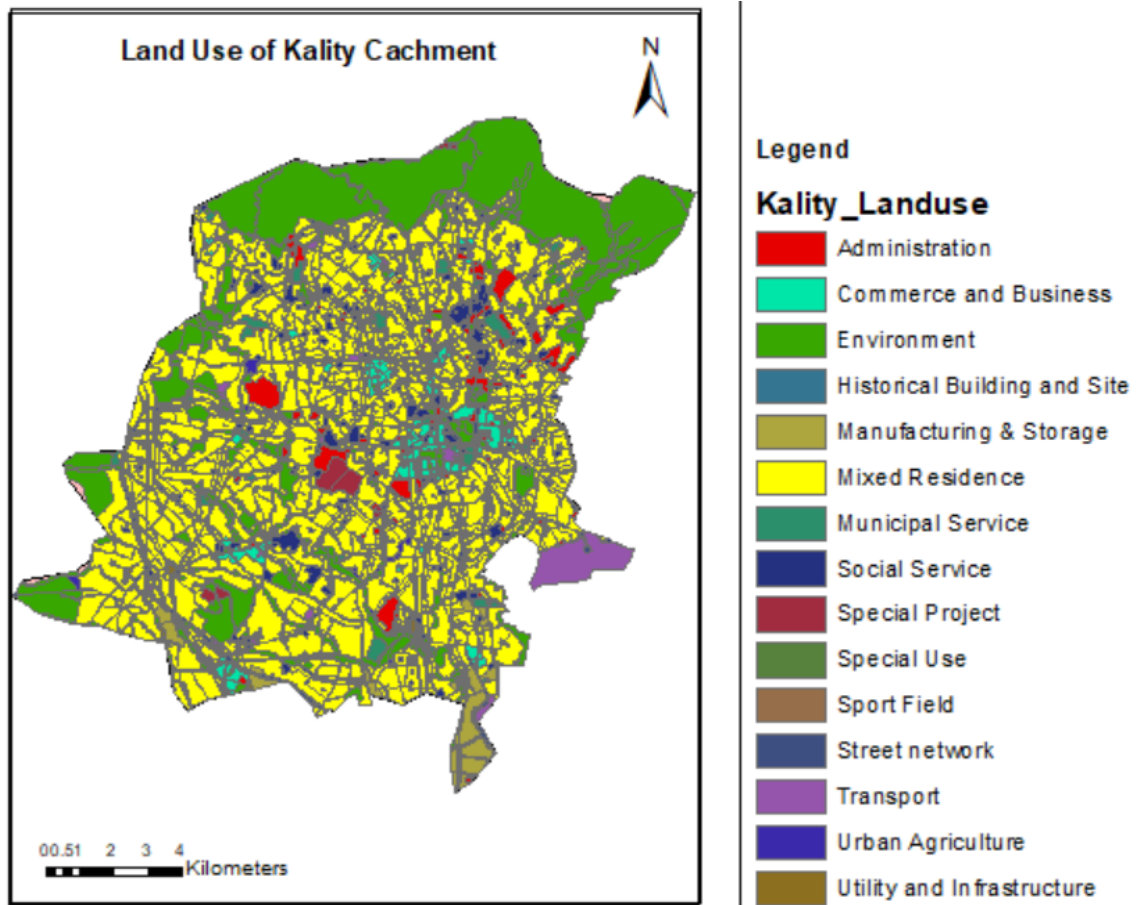 Land Use of Kality Cachment
N
00.51 2 3 4
Kilometers
Legend
Kality_Landuse
Administration
Commerce and Business
Environment
Historical Building and Site
Manufacturing & Storage
Mixed Residence
Municipal Service
Social Service
Special Project
Special Use
Sport Field
Street network
Transport
Urban Agriculture
Utility and Infrastructure